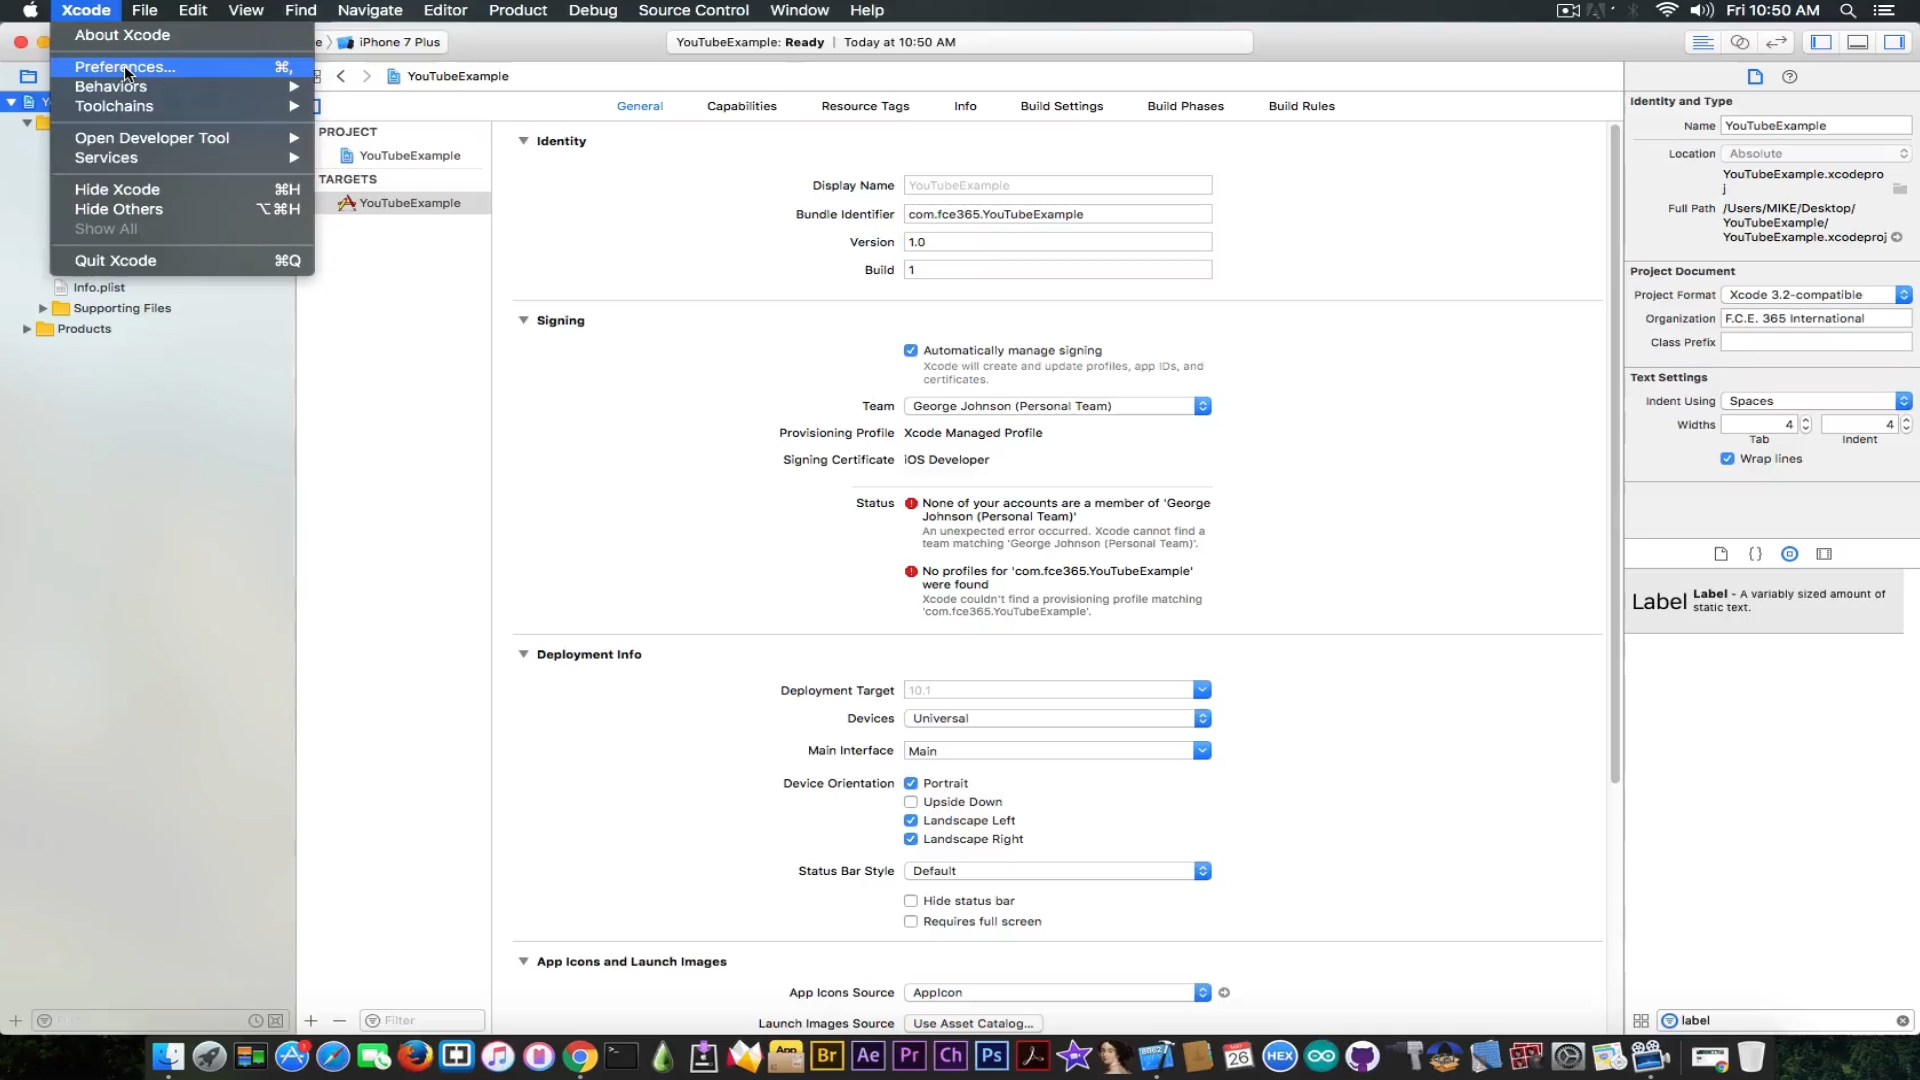 Xcode File Edit View Find Navigate Editor Product Debug Source Control Window Help Fri 10:50 AM
About Xcode
iPhone 7 Plus
YouTubeExample: Ready | Today at 10:50 AM
Preferences... ⌘,
Behaviors
Toolchains
Open Developer Tool
Services
Hide Xcode ⌘H
Hide Others ⌥⌘H
Show All
Quit Xcode ⌘Q
Info.plist
Supporting Files
Products
YouTubeExample
General Capabilities Resource Tags Info Build Settings Build Phases Build Rules
PROJECT
YouTubeExample
TARGETS
YouTubeExample
Identity
Display Name YouTubeExample
Bundle Identifier com.fce365.YouTubeExample
Version 1.0
Build 1
Signing
Automatically manage signing
Xcode will create and update profiles, app IDs, and
certificates.
Team George Johnson (Personal Team)
Provisioning Profile Xcode Managed Profile
Signing Certificate iOS Developer
Status None of your accounts are a member of 'George
Johnson (Personal Team)'
An unexpected error occurred. Xcode cannot find a
team matching 'George Johnson (Personal Team)'.
No profiles for 'com.fce365.YouTubeExample'
were found
Xcode couldn't find a provisioning profile matching
'com.fce365.YouTubeExample'.
Deployment Info
Deployment Target 10.1
Devices Universal
Main Interface Main
Device Orientation Portrait
Upside Down
Landscape Left
Landscape Right
Status Bar Style Default
Hide status bar
Requires full screen
App Icons and Launch Images
App Icons Source AppIcon
Launch Images Source Use Asset Catalog...
Filter
Identity and Type
Name YouTubeExample
Location Absolute
YouTubeExample.xcodepro
j
Full Path /Users/MIKE/Desktop/
YouTubeExample/
YouTubeExample.xcodeproj
Project Document
Project Format Xcode 3.2-compatible
Organization F.C.E. 365 International
Class Prefix
Text Settings
Indent Using Spaces
Widths 4 4
Tab Indent
Wrap lines
Label Label - A variably sized amount of
static text.
label
Br Ae Pr Ch Ps 26 HEX